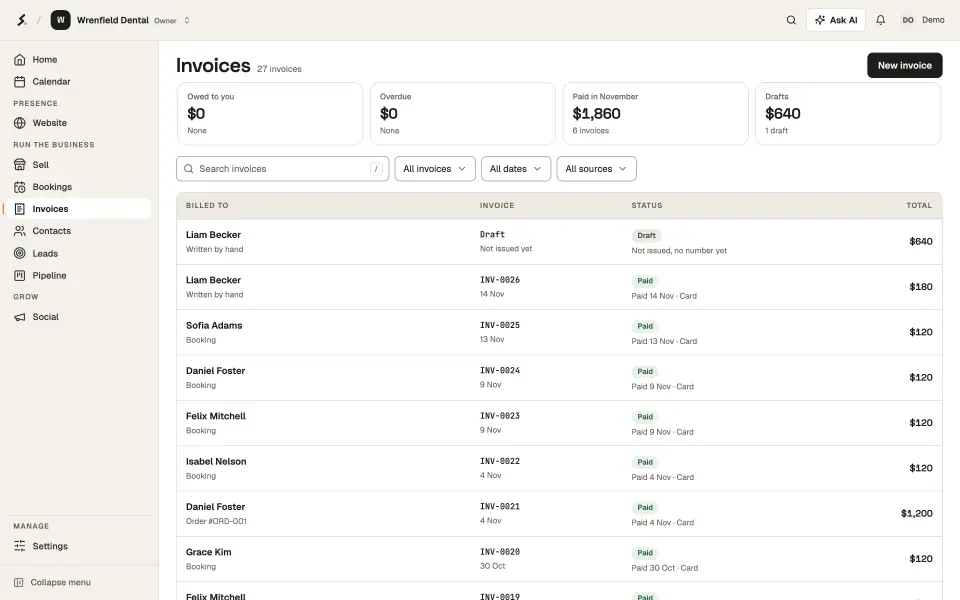 W Wrenfield Dental Owner
Ask AI
DO Demo
Home
Calendar
PRESENCE
Website
RUN THE BUSINESS
Sell
Bookings
Invoices
Contacts
Leads
Pipeline
GROW
Social
MANAGE
Settings
Collapse menu
Invoices 27 invoices
New invoice
Owed to you
$0
None
Overdue
$0
None
Paid in November
$1,860
6 invoices
Drafts
$640
1 draft
Search invoices /
All invoices
All dates
All sources
BILLED TO INVOICE STATUS TOTAL
Liam Becker Draft Draft $640
Written by hand Not issued yet Not issued, no number yet
Liam Becker INV-0026 Paid $180
Written by hand 14 Nov Paid 14 Nov · Card
Sofia Adams INV-0025 Paid $120
Booking 13 Nov Paid 13 Nov · Card
Daniel Foster INV-0024 Paid $120
Booking 9 Nov Paid 9 Nov · Card
Felix Mitchell INV-0023 Paid $120
Booking 9 Nov Paid 9 Nov · Card
Isabel Nelson INV-0022 Paid $120
Booking 4 Nov Paid 4 Nov · Card
Daniel Foster INV-0021 Paid $1,200
Order #ORD-001 4 Nov Paid 4 Nov · Card
Grace Kim INV-0020 Paid $120
Booking 30 Oct Paid 30 Oct · Card
Felix Mitchell INV-0019 Paid